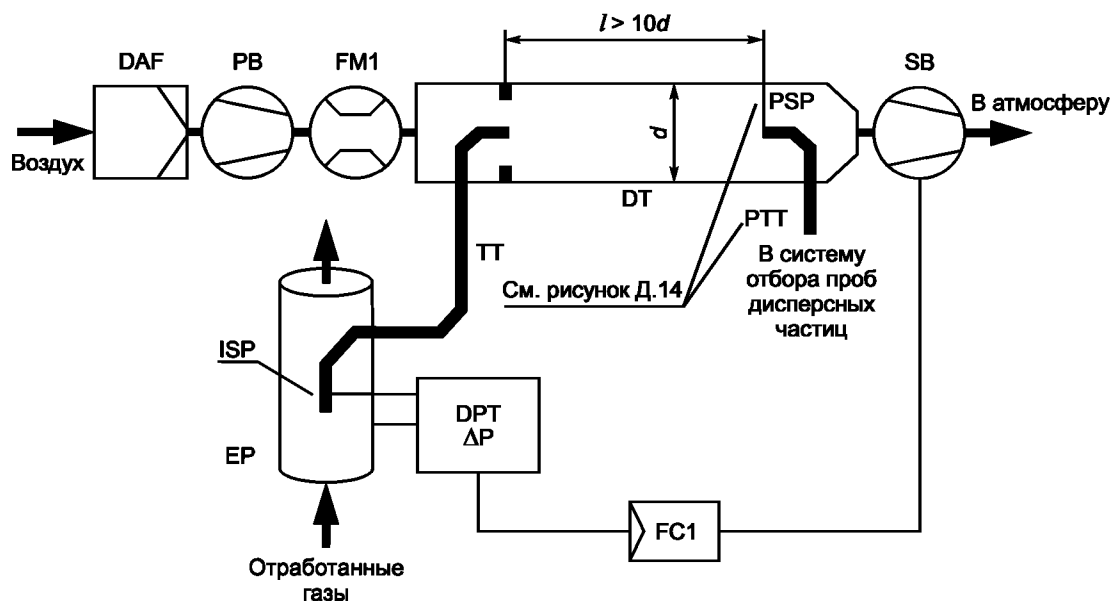 l > 10d
DAF
PB
FM1
SB
PSP
В атмосферу
Воздух
d
DT
PTT
TT
В систему
отбора проб
дисперсных
частиц
См. рисунок Д.14
ISP
DPT
ΔP
EP
FC1
Отработанные
газы